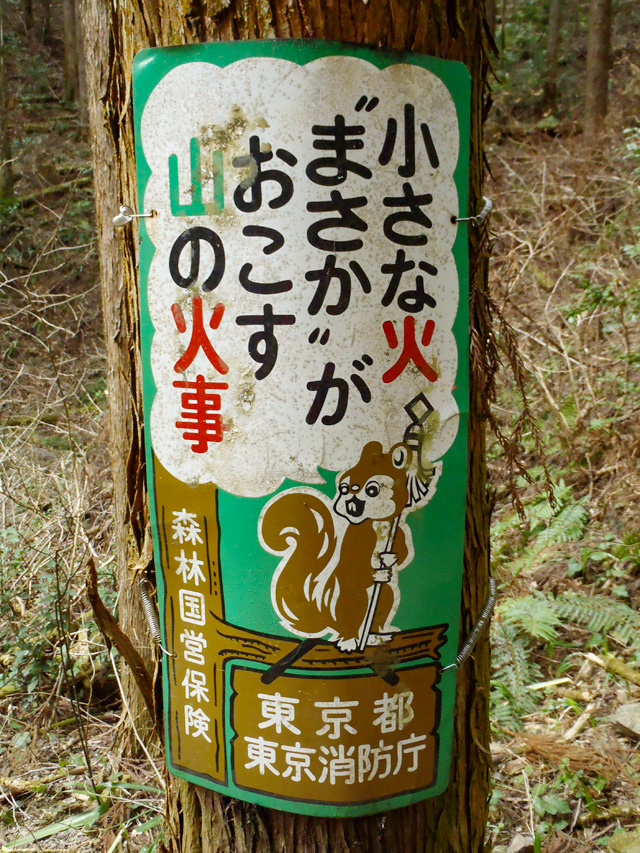 小さな火
〝まさか〟が
おこす
山の火事
森林国営保険
東京都
東京消防庁